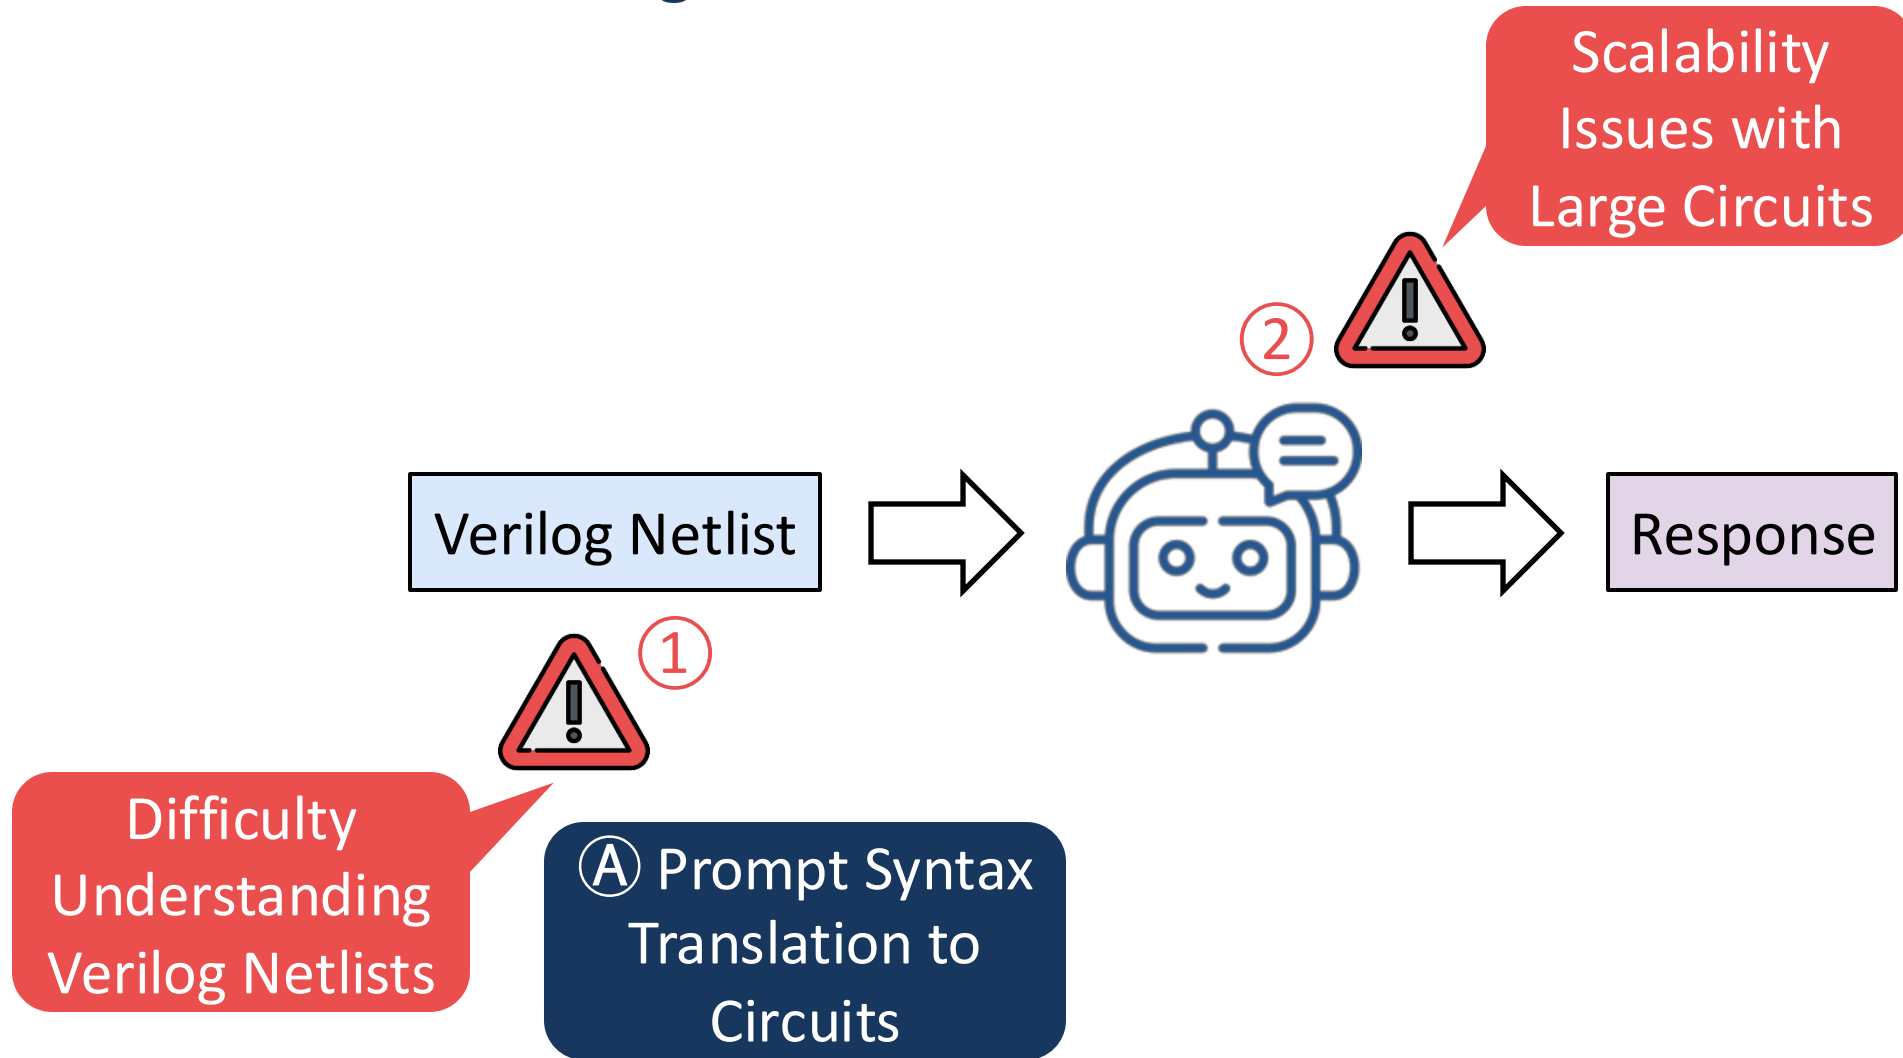 Scalability
Issues with
Large Circuits
②
Verilog Netlist
Response
①
Difficulty
Understanding
Verilog Netlists
Ⓐ Prompt Syntax
Translation to
Circuits